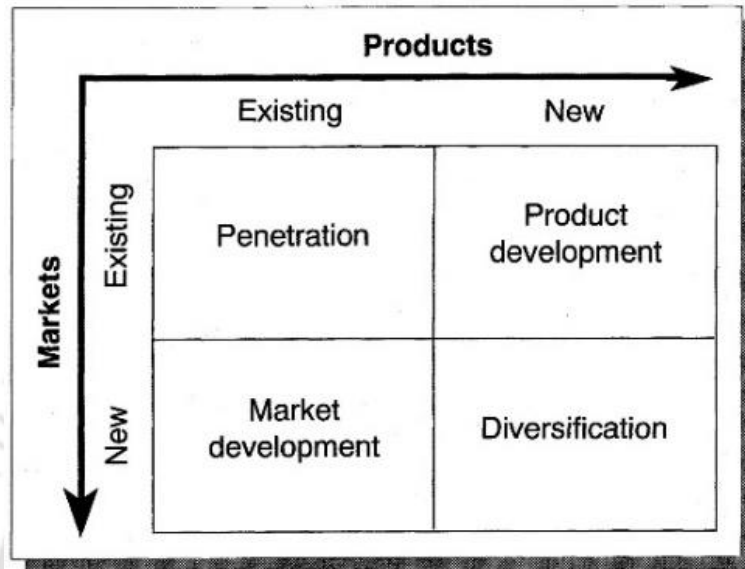 Products
Existing
New
Markets
Existing
Penetration
Product
development
New
Market
development
Diversification